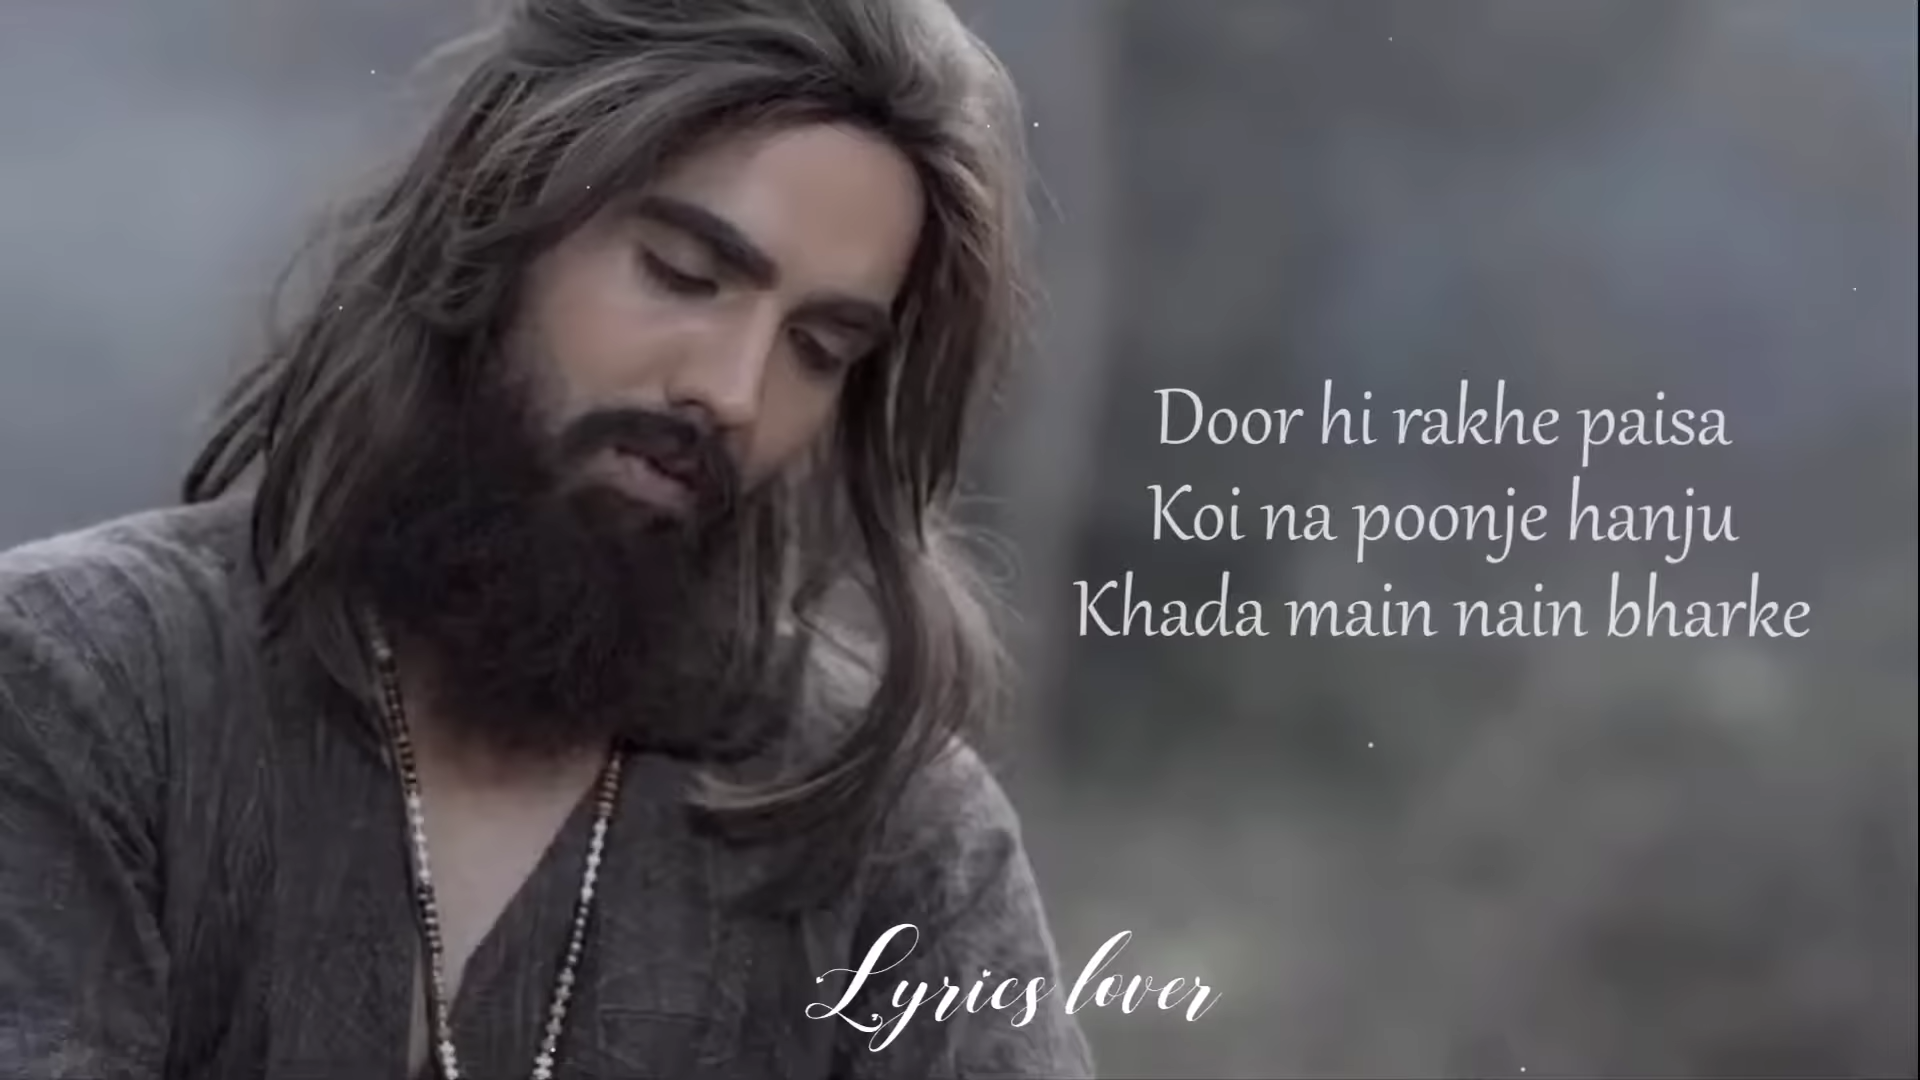 Door hi rakhe paisa
Koi na poonje hanju
Khada main nain bharke
Lyrics lover